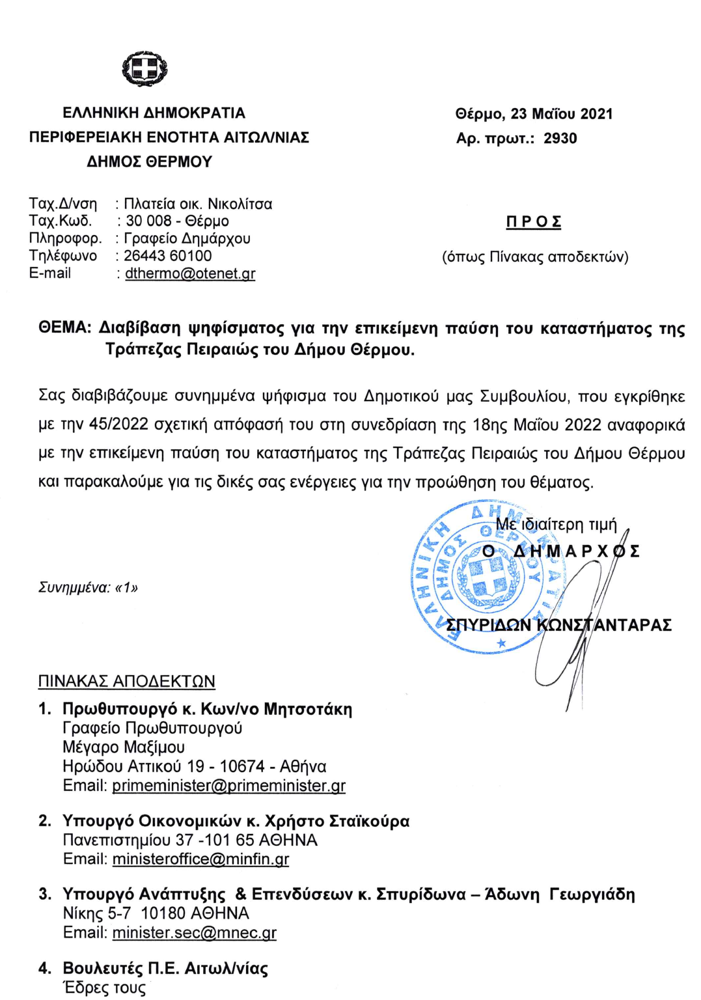 ΕΛΛΗΝΙΚΗ ΔΗΜΟΚΡΑΤΙΑ
ΠΕΡΙΦΕΡΕΙΑΚΗ ΕΝΟΤΗΤΑ ΑΙΤΩΛ/ΝΙΑΣ
ΔΗΜΟΣ ΘΕΡΜΟΥ
Θέρμο, 23 Μαΐου 2021
Αρ. πρωτ.: 2930
Ταχ.Δ/νση : Πλατεία οικ. Νικολίτσα
Ταχ.Κωδ. : 30 008 - Θέρμο
Πληροφορ. : Γραφείο Δημάρχου
Τηλέφωνο : 26443 60100
E-mail : dthermo@otenet.gr
Π Ρ Ο Σ
(όπως Πίνακας αποδεκτών)
ΘΕΜΑ: Διαβίβαση ψηφίσματος για την επικείμενη παύση του καταστήματος της
Τράπεζας Πειραιώς του Δήμου Θέρμου.
Σας διαβιβάζουμε συνημμένα ψήφισμα του Δημοτικού μας Συμβουλίου, που εγκρίθηκε
με την 45/2022 σχετική απόφασή του στη συνεδρίαση της 18ης Μαΐου 2022 αναφορικά
με την επικείμενη παύση του καταστήματος της Τράπεζας Πειραιώς του Δήμου Θέρμου
και παρακαλούμε για τις δικές σας ενέργειες για την προώθηση του θέματος.
Με ιδιαίτερη τιμή
Ο ΔΗΜΑΡΧΟΣ
ΕΛΛΗΝΙΚΗ ΔΗΜΟΚΡΑΤΙΑ
ΔΗΜΟΣ ΘΕΡΜΟΥ
Συνημμένα: «1»
ΣΠΥΡΙΔΩΝ ΚΩΝΣΤΑΝΤΑΡΑΣ
ΠΙΝΑΚΑΣ ΑΠΟΔΕΚΤΩΝ
1. Πρωθυπουργό κ. Κων/νο Μητσοτάκη
Γραφείο Πρωθυπουργού
Μέγαρο Μαξίμου
Ηρώδου Αττικού 19 - 10674 - Αθήνα
Email: primeminister@primeminister.gr
2. Υπουργό Οικονομικών κ. Χρήστο Σταϊκούρα
Πανεπιστημίου 37 -101 65 ΑΘΗΝΑ
Email: ministeroffice@minfin.gr
3. Υπουργό Ανάπτυξης & Επενδύσεων κ. Σπυρίδωνα – Άδωνη Γεωργιάδη
Νίκης 5-7 10180 ΑΘΗΝΑ
Email: minister.sec@mnec.gr
4. Βουλευτές Π.Ε. Αιτωλ/νίας
Έδρες τους